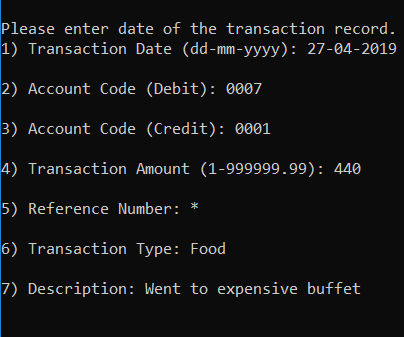 Please enter date of the transaction record.
1) Transaction Date (dd-mm-yyyy): 27-04-2019
2) Account Code (Debit): 0007
3) Account Code (Credit): 0001
4) Transaction Amount (1-999999.99): 440
5) Reference Number: *
6) Transaction Type: Food
7) Description: Went to expensive buffet